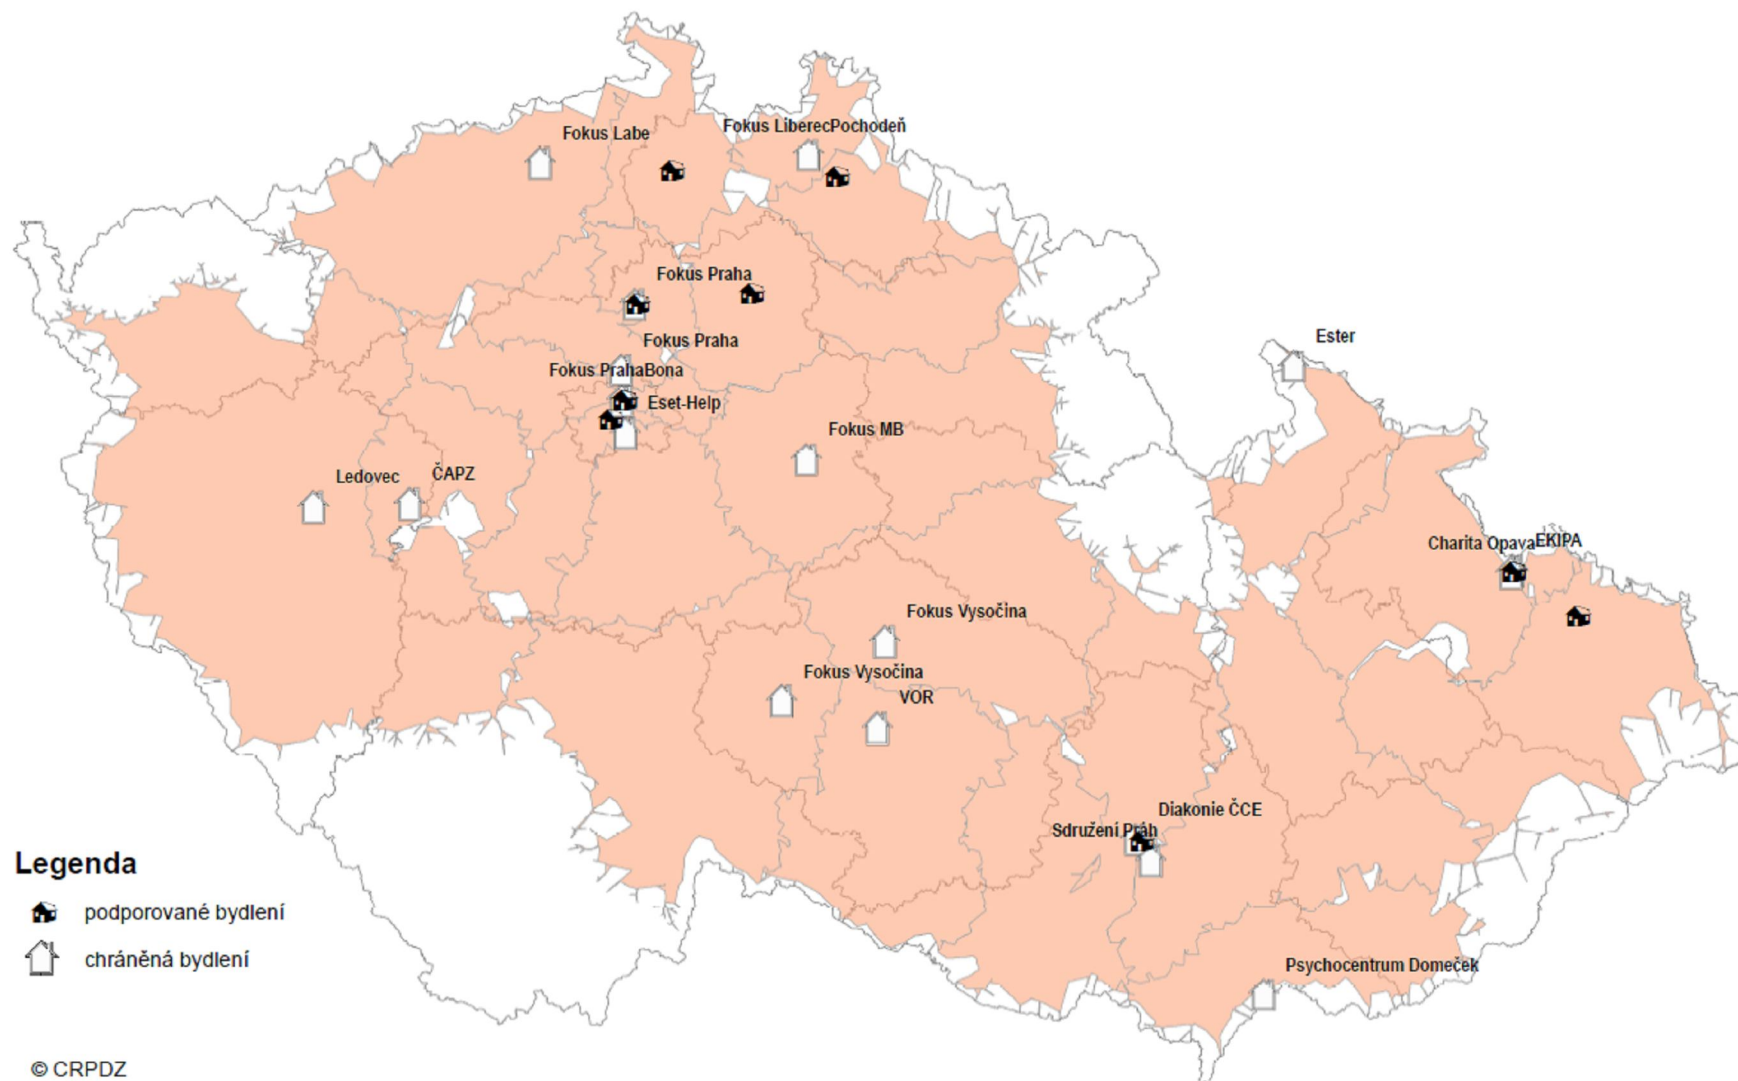 Fokus Labe
Fokus LiberecPochodeň
Fokus Praha
Fokus Praha
Ester
Fokus PrahaBona
Eset-Help
Fokus MB
Ledovec
ČAPZ
Charita Opava
EKIPA
Fokus Vysočina
Fokus Vysočina
VOR
Diakonie ČCE
Sdružení Práh
Psychocentrum Domeček
Legenda
podporované bydlení
chráněná bydlení
© CRPDZ